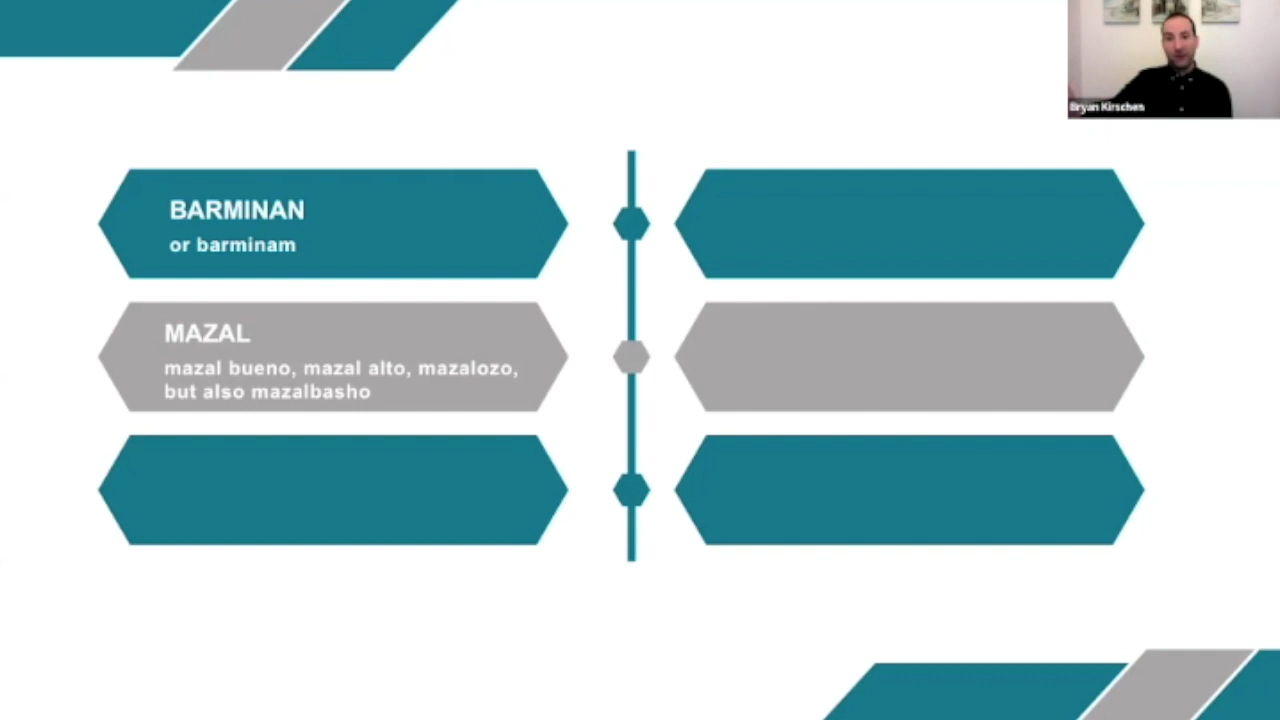 Bryan Kirschen
BARMINAN
or barminam
MAZAL
mazal bueno, mazal alto, mazalozo,
but also mazalbasho